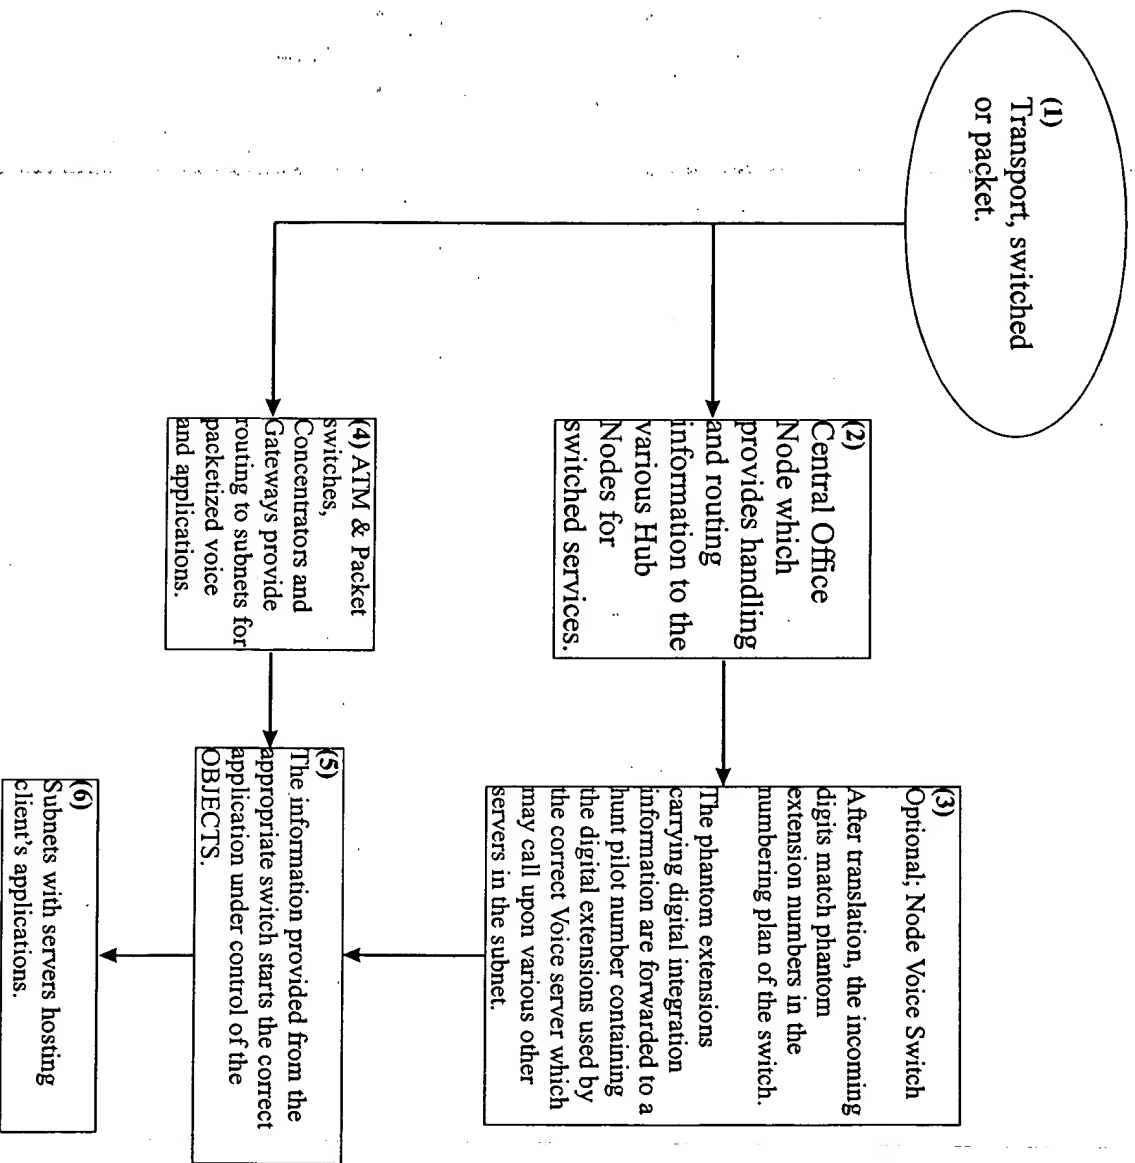 (1)
Transport, switched
or packet.
(2)
Central Office
Node which
provides handling
and routing
information to the
various Hub
Nodes for
switched services.
(3)
Optional; Node Voice Switch
After translation, the incoming
digits match phantom
extension numbers in the
numbering plan of the switch.
The phantom extensions
carrying digital integration
information are forwarded to a
hunt pilot number containing
the digital extensions used by
the correct Voice server which
may call upon various other
servers in the subnet.
(4) ATM & Packet
switches,
Concentrators and
Gateways provide
routing to subnets for
packetized voice
and applications.
(5)
The information provided from the
appropriate switch starts the correct
application under control of the
OBJECTS.
(6)
Subnets with servers hosting
client's applications.